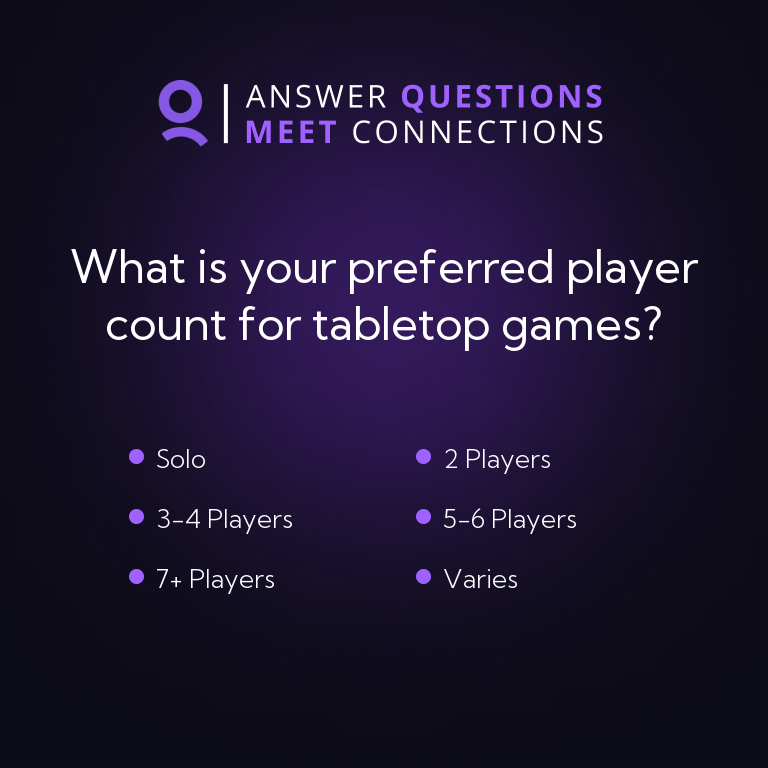 ANSWER QUESTIONS
MEET CONNECTIONS
What is your preferred player
count for tabletop games?
Solo
2 Players
3-4 Players
5-6 Players
7+ Players
Varies